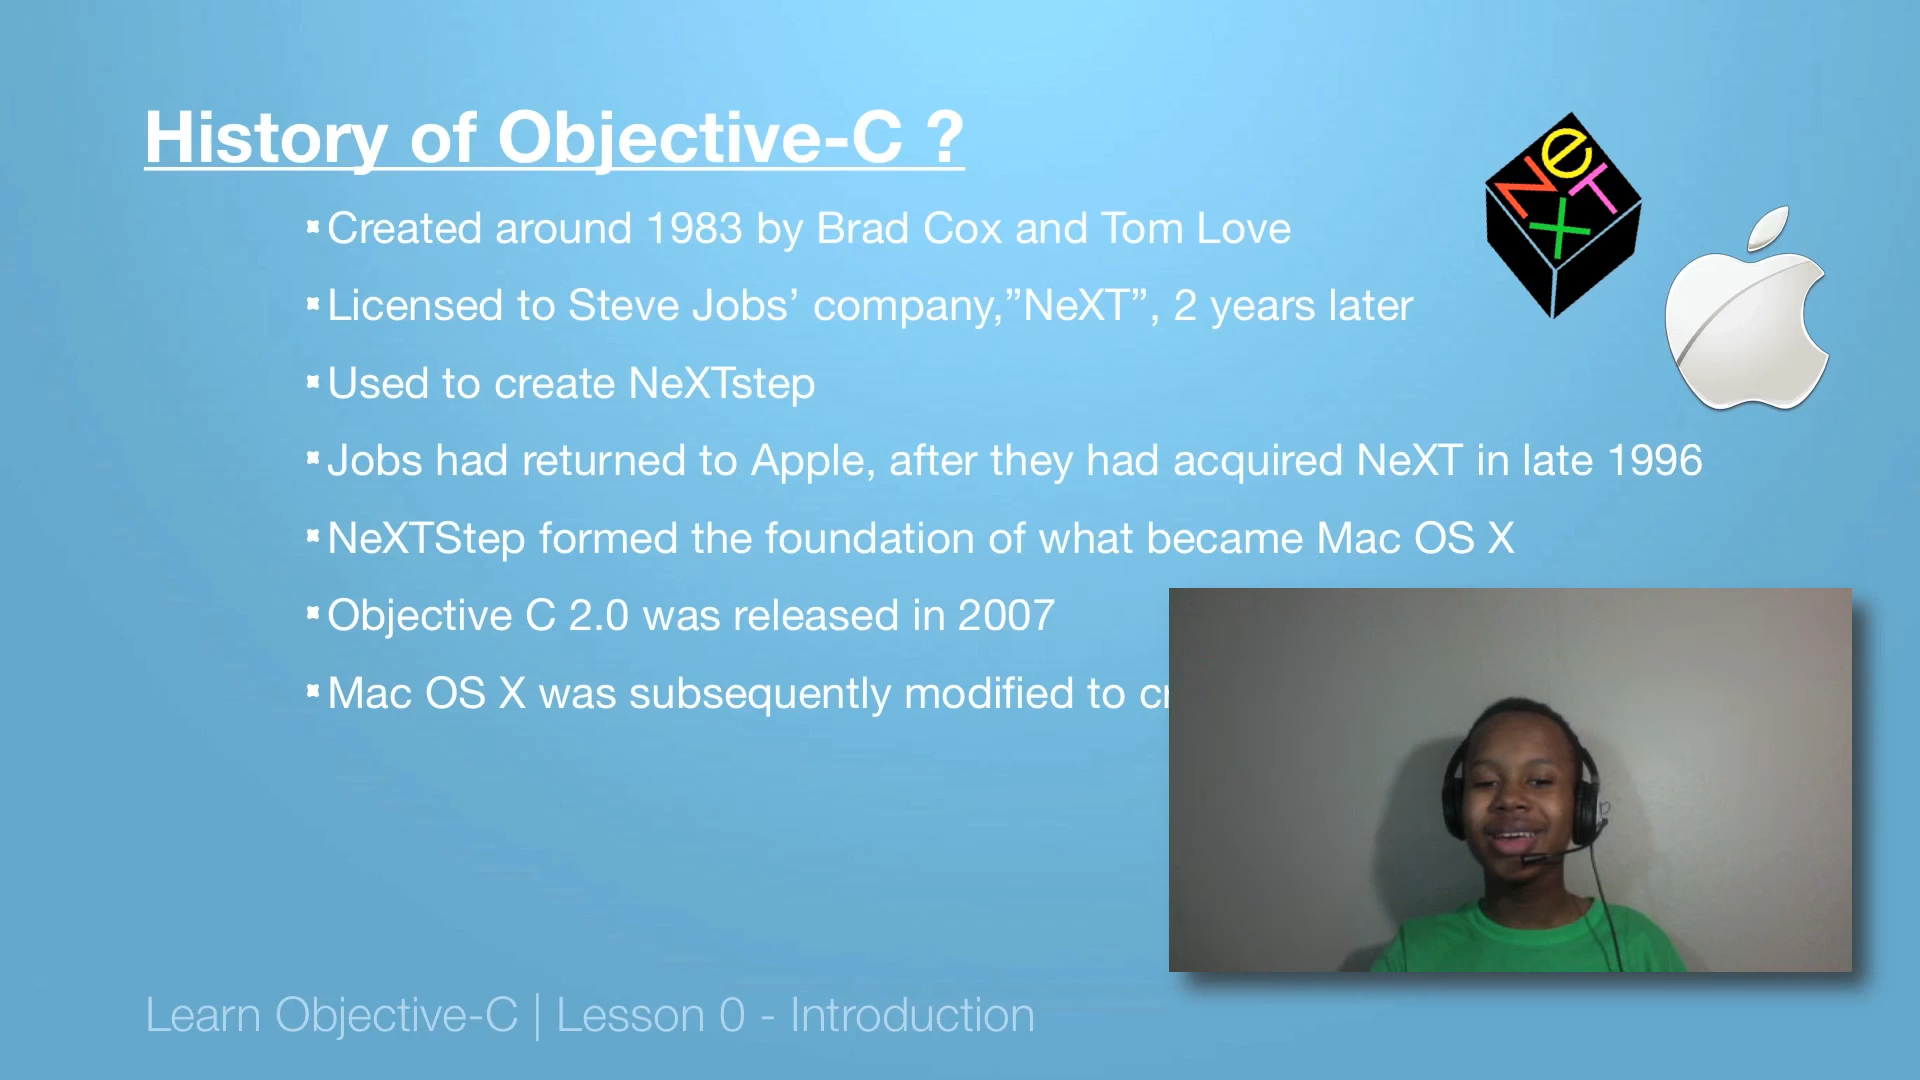 History of Objective-C ?
NeXT
Created around 1983 by Brad Cox and Tom Love
Licensed to Steve Jobs’ company,”NeXT”, 2 years later
Used to create NeXTstep
Jobs had returned to Apple, after they had acquired NeXT in late 1996
NeXTStep formed the foundation of what became Mac OS X
Objective C 2.0 was released in 2007
Mac OS X was subsequently modified to
Learn Objective-C | Lesson 0 - Introduction